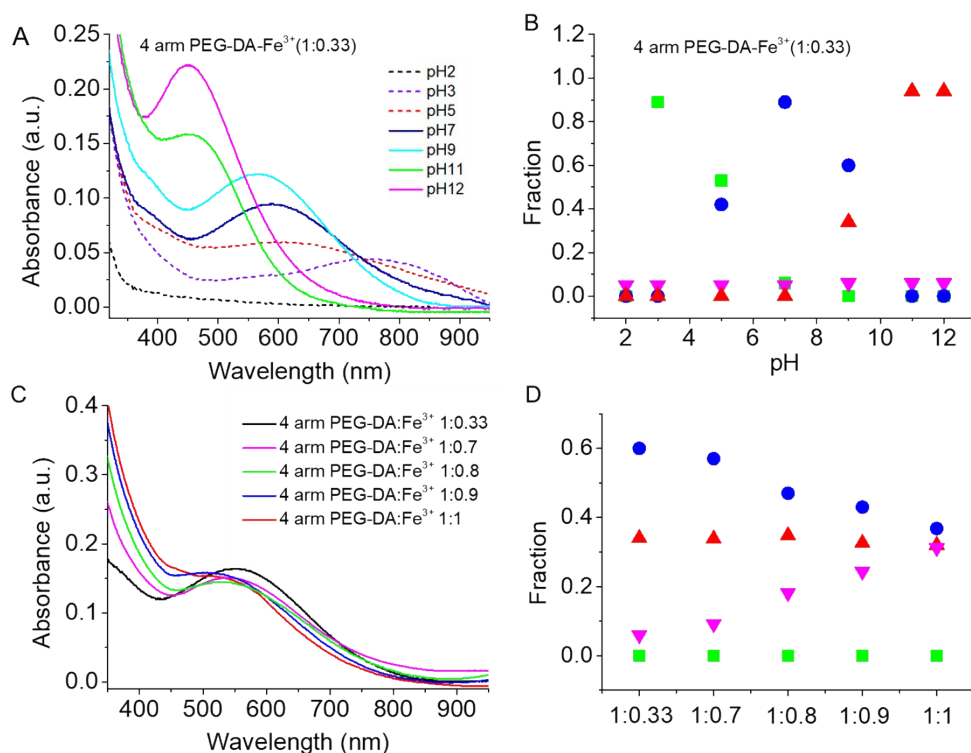 A
4 arm PEG-DA-Fe³⁺(1:0.33)
0.25
0.20
0.15
0.10
0.05
0.00
Absorbance (a.u.)
pH2
pH3
pH5
pH7
pH9
pH11
pH12
400 500 600 700 800 900
Wavelength (nm)
B
4 arm PEG-DA-Fe³⁺(1:0.33)
1.2
1.0
0.8
0.6
0.4
0.2
0.0
Fraction
2 4 6 8 10 12
pH
C
0.4
0.3
0.2
0.1
0.0
Absorbance (a.u.)
4 arm PEG-DA:Fe³⁺ 1:0.33
4 arm PEG-DA:Fe³⁺ 1:0.7
4 arm PEG-DA:Fe³⁺ 1:0.8
4 arm PEG-DA:Fe³⁺ 1:0.9
4 arm PEG-DA:Fe³⁺ 1:1
400 500 600 700 800 900
Wavelength (nm)
D
0.6
0.4
0.2
0.0
Fraction
1:0.33 1:0.7 1:0.8 1:0.9 1:1